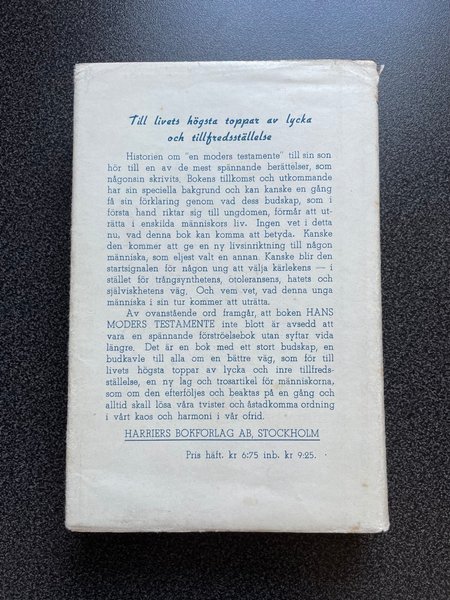 Till livets högsta toppar av lycka
och tillfredsställelse
Historien om "en moders testamente" till sin son
hör till en av de mest spännande berättelser, som
någonsin skrivits. Bokens tillkomst och utkommande
har sin speciella bakgrund och kan kanske en gång
få sin förklaring genom vad dess budskap, som i
första hand riktar sig till ungdomen, förmår att ut-
rätta i enskilda människors liv. Ingen vet i detta
nu, vad denna bok kan komma att betyda. Kanske
den kommer att ge en ny livsinriktning till någon
människa, som eljest valt en annan. Kanske blir den
startsignalen för någon ung att välja kärlekens — i
stället för trångsynthetens, otoleransens, hatets och
själviskhetens väg. Och vem vet, vad denna unga
människa i sin tur kommer att uträtta.
Av ovanstående ord framgår, att boken HANS
MODERS TESTAMENTE inte blott är avsedd att
vara en spännande förströelsebok utan syftar vida
längre. Det är en bok med ett stort budskap, en
budkavle till alla om en bättre väg, som för till
livets högsta toppar av lycka och inre tillfreds-
ställelse, en ny lag och trosartikel för människorna,
som om den efterföljes och beaktas på en gång och
alltid skall lösa våra tvister och åstadkomma ordning
i vårt kaos och harmoni i vår ofrid.
HARRIERS BOKFÖRLAG AB, STOCKHOLM
Pris häft. kr 6:75 inb. kr 9:25.